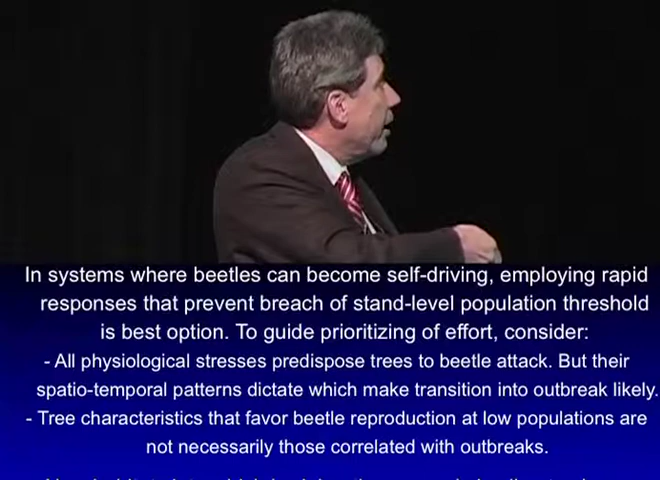 In systems where beetles can become self-driving, employing rapid
responses that prevent breach of stand-level population threshold
is best option. To guide prioritizing of effort, consider:
- All physiological stresses predispose trees to beetle attack. But their
spatio-temporal patterns dictate which make transition into outbreak likely.
- Tree characteristics that favor beetle reproduction at low populations are
not necessarily those correlated with outbreaks.